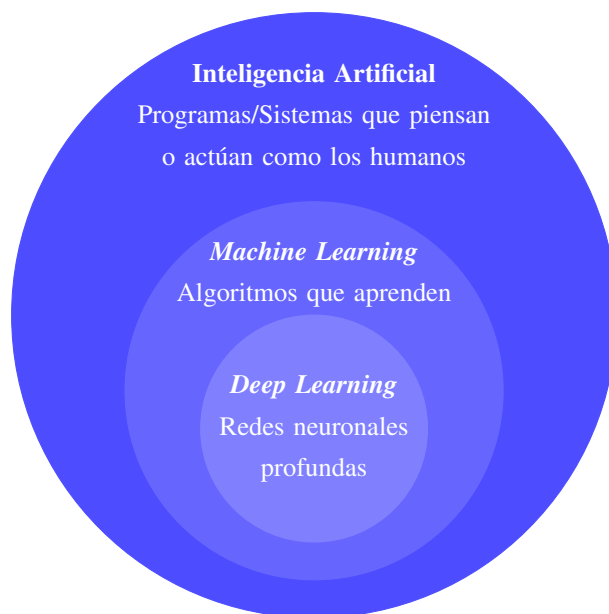 Inteligencia Artificial
Programas/Sistemas que piensan
o actúan como los humanos
Machine Learning
Algoritmos que aprenden
Deep Learning
Redes neuronales
profundas